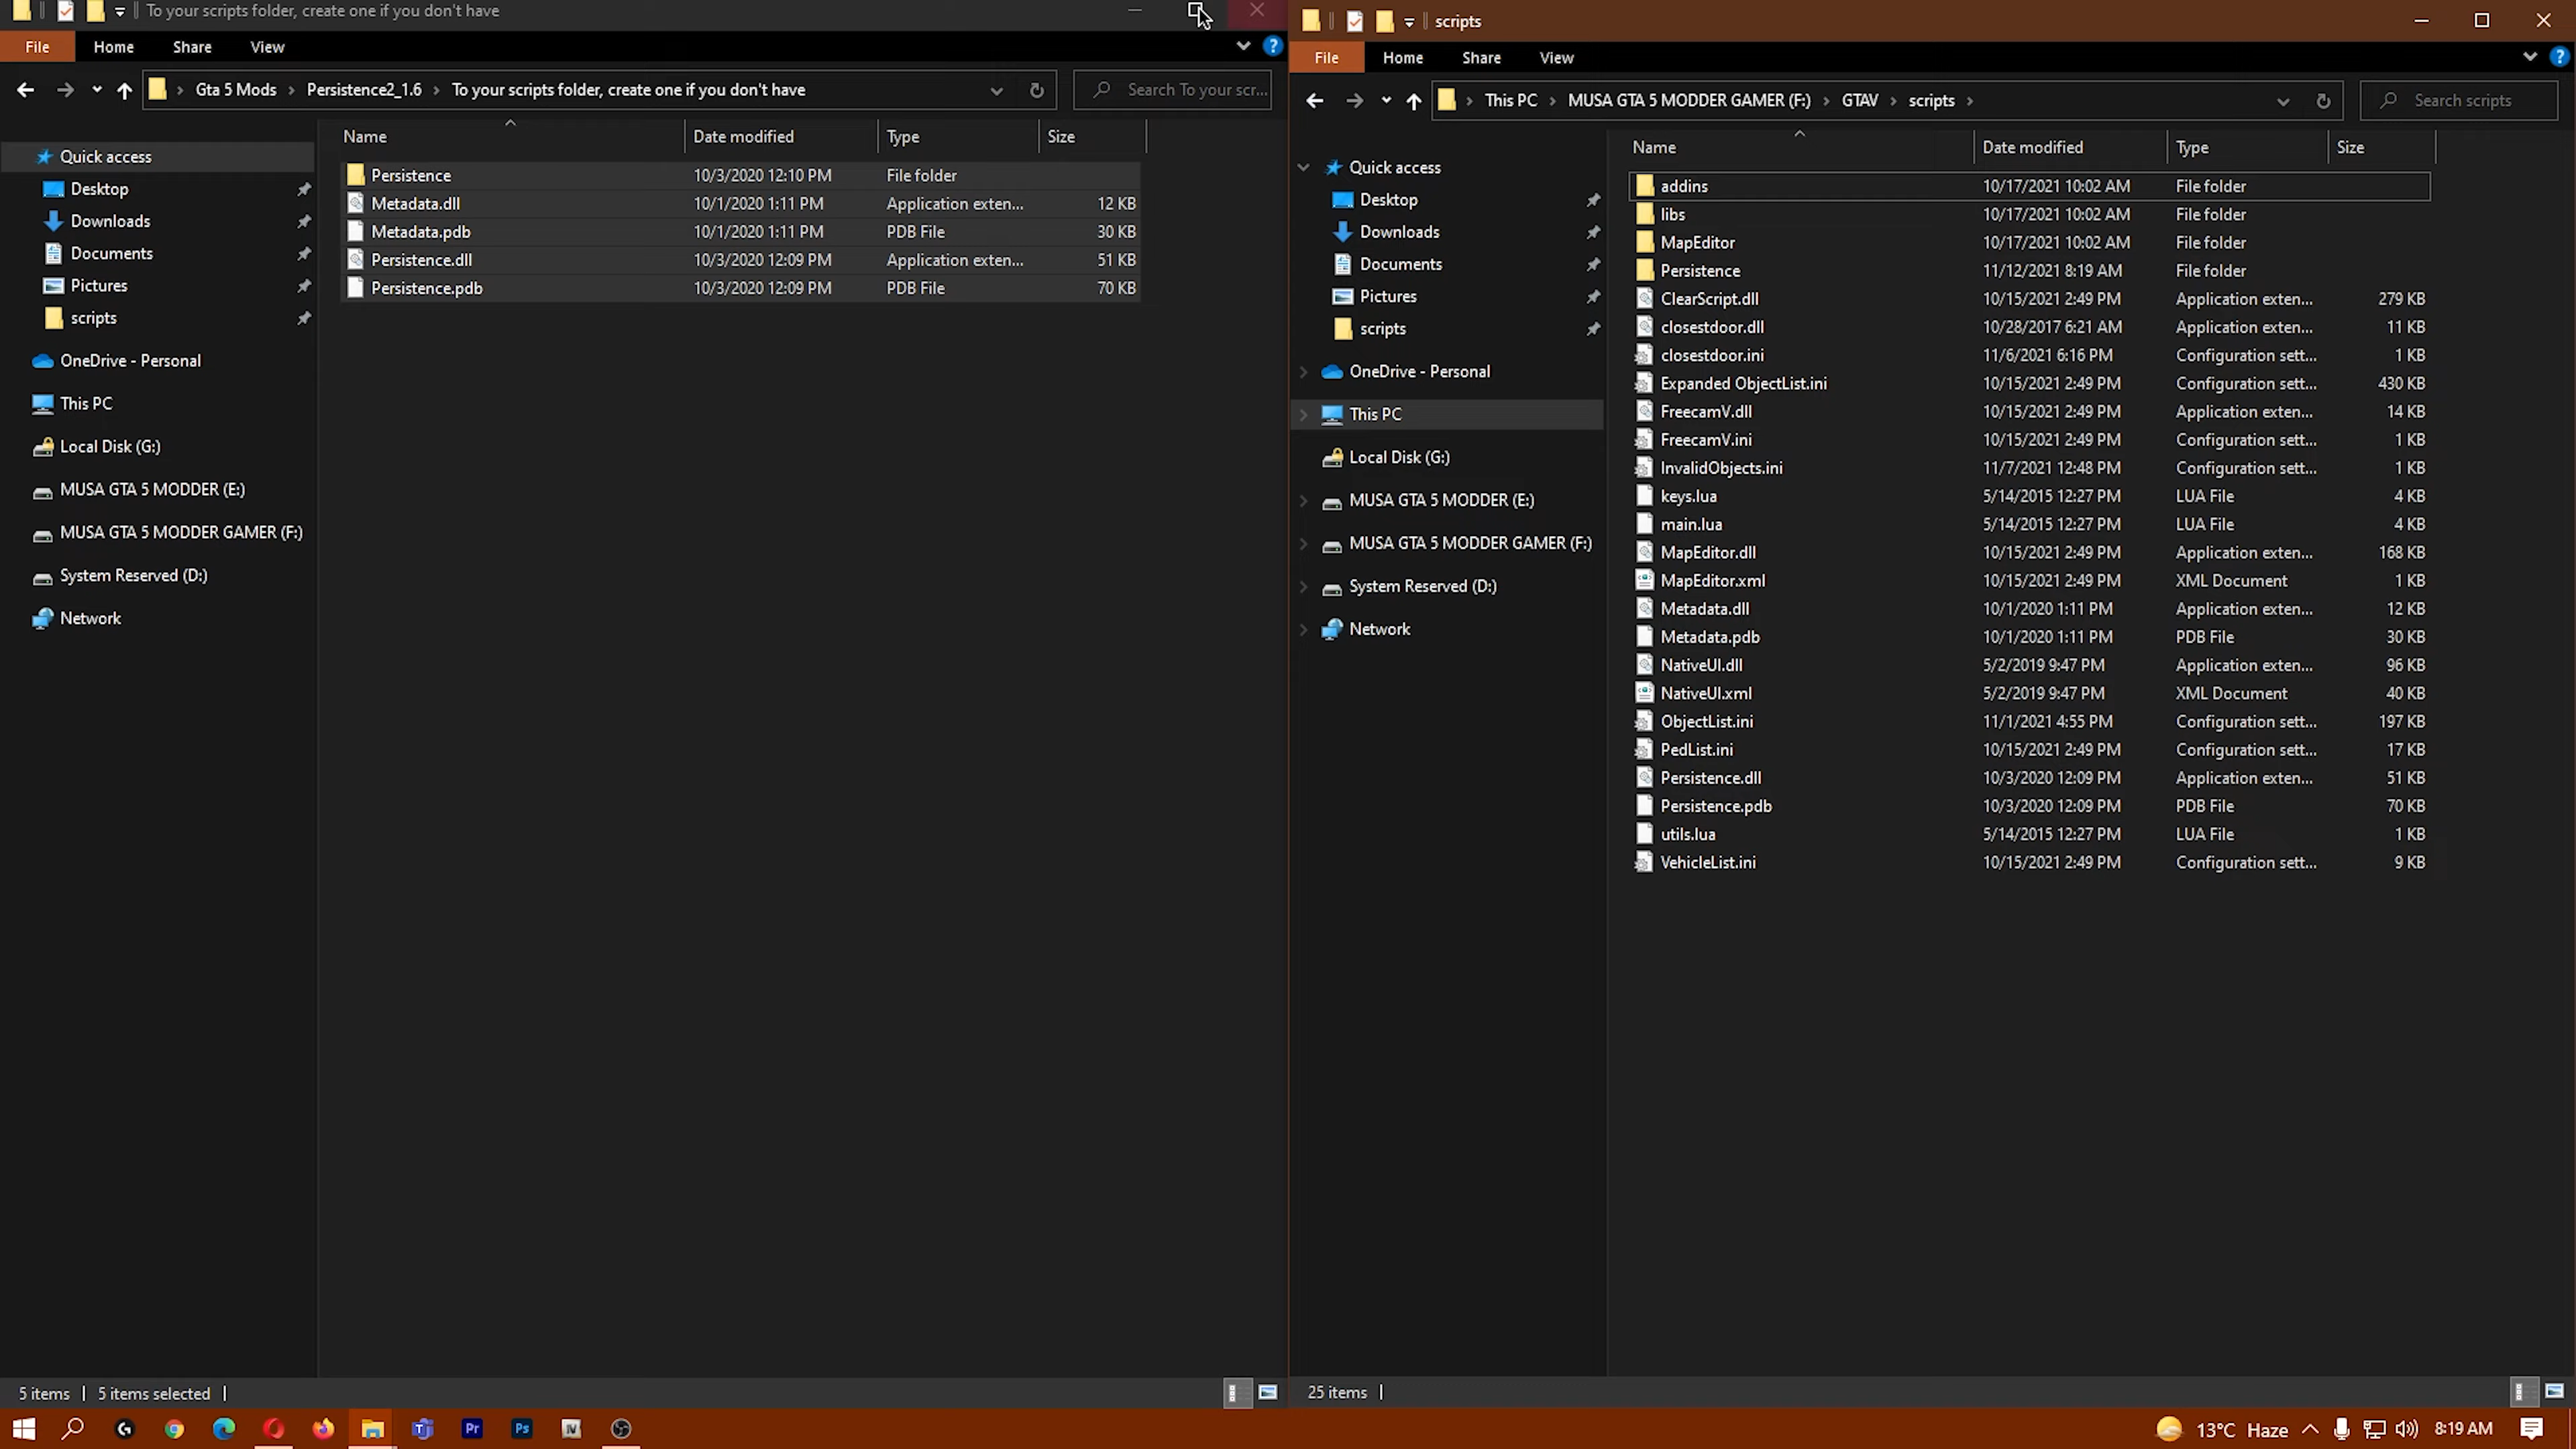 To your scripts folder, create one if you don't have
File Home Share View
Gta 5 Mods Persistence2_1.6 To your scripts folder, create one if you don't have Search To your scr...
Name Date modified Type Size
Quick access
Desktop
Downloads
Documents
Pictures
scripts
OneDrive - Personal
This PC
Local Disk (G:)
MUSA GTA 5 MODDER (E:)
MUSA GTA 5 MODDER GAMER (F:)
System Reserved (D:)
Network
Persistence 10/3/2020 12:10 PM File folder
Metadata.dll 10/1/2020 1:11 PM Application exten... 12 KB
Metadata.pdb 10/1/2020 1:11 PM PDB File 30 KB
Persistence.dll 10/3/2020 12:09 PM Application exten... 51 KB
Persistence.pdb 10/3/2020 12:09 PM PDB File 70 KB
5 items 5 items selected
scripts
File Home Share View
This PC MUSA GTA 5 MODDER GAMER (F:) GTAV scripts Search scripts
Name Date modified Type Size
Quick access
Desktop
Downloads
Documents
Pictures
scripts
OneDrive - Personal
This PC
Local Disk (G:)
MUSA GTA 5 MODDER (E:)
MUSA GTA 5 MODDER GAMER (F:)
System Reserved (D:)
Network
addins 10/17/2021 10:02 AM File folder
libs 10/17/2021 10:02 AM File folder
MapEditor 10/17/2021 10:02 AM File folder
Persistence 11/12/2021 8:19 AM File folder
ClearScript.dll 10/15/2021 2:49 PM Application exten... 279 KB
closestdoor.dll 10/28/2017 6:21 AM Application exten... 11 KB
closestdoor.ini 11/6/2021 6:16 PM Configuration sett... 1 KB
Expanded ObjectList.ini 10/15/2021 2:49 PM Configuration sett... 430 KB
FreecamV.dll 10/15/2021 2:49 PM Application exten... 14 KB
FreecamV.ini 10/15/2021 2:49 PM Configuration sett... 1 KB
InvalidObjects.ini 11/7/2021 12:48 PM Configuration sett... 1 KB
keys.lua 5/14/2015 12:27 PM LUA File 4 KB
main.lua 5/14/2015 12:27 PM LUA File 4 KB
MapEditor.dll 10/15/2021 2:49 PM Application exten... 168 KB
MapEditor.xml 10/15/2021 2:49 PM XML Document 1 KB
Metadata.dll 10/1/2020 1:11 PM Application exten... 12 KB
Metadata.pdb 10/1/2020 1:11 PM PDB File 30 KB
NativeUI.dll 5/2/2019 9:47 PM Application exten... 96 KB
NativeUI.xml 5/2/2019 9:47 PM XML Document 40 KB
ObjectList.ini 11/1/2021 4:55 PM Configuration sett... 197 KB
PedList.ini 10/15/2021 2:49 PM Configuration sett... 17 KB
Persistence.dll 10/3/2020 12:09 PM Application exten... 51 KB
Persistence.pdb 10/3/2020 12:09 PM PDB File 70 KB
utils.lua 5/14/2015 12:27 PM LUA File 1 KB
VehicleList.ini 10/15/2021 2:49 PM Configuration sett... 9 KB
25 items
Pr Ps
13°C Haze 8:19 AM